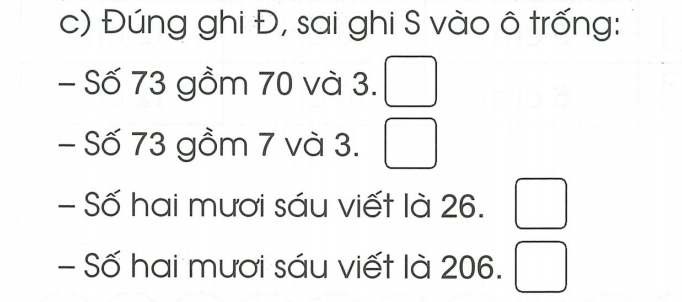 c) Đúng ghi Đ, sai ghi S vào ô trống:
– Số 73 gồm 70 và 3.
– Số 73 gồm 7 và 3.
– Số hai mươi sáu viết là 26.
– Số hai mươi sáu viết là 206.